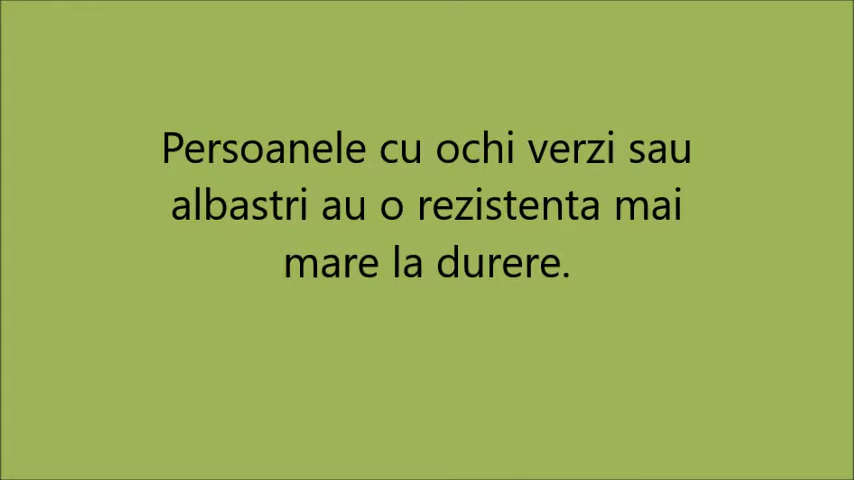 Persoanele cu ochi verzi sau
albastri au o rezistenta mai
mare la durere.